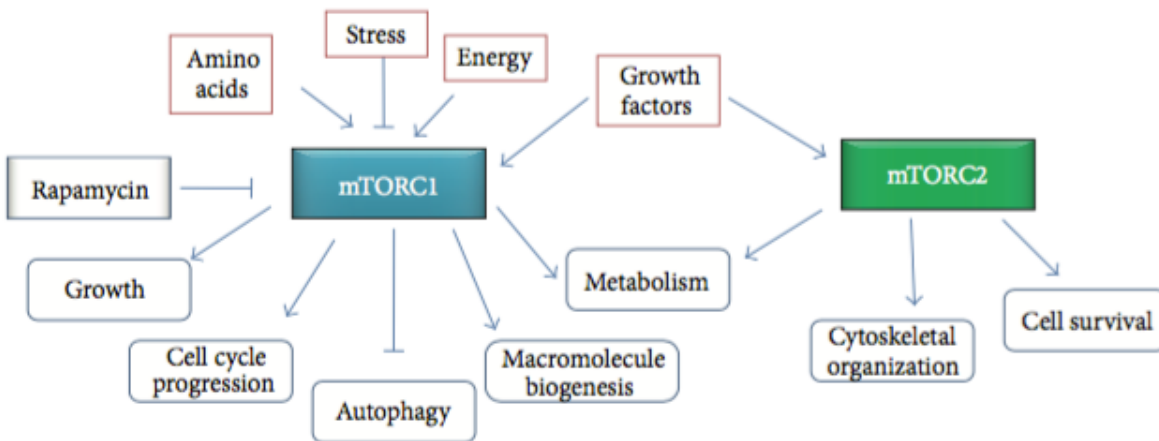 Stress
Amino
acids
Energy
Growth
factors
Rapamycin
mTORC1
mTORC2
Growth
Metabolism
Cell survival
Cell cycle
progression
Macromolecule
biogenesis
Cytoskeletal
organization
Autophagy